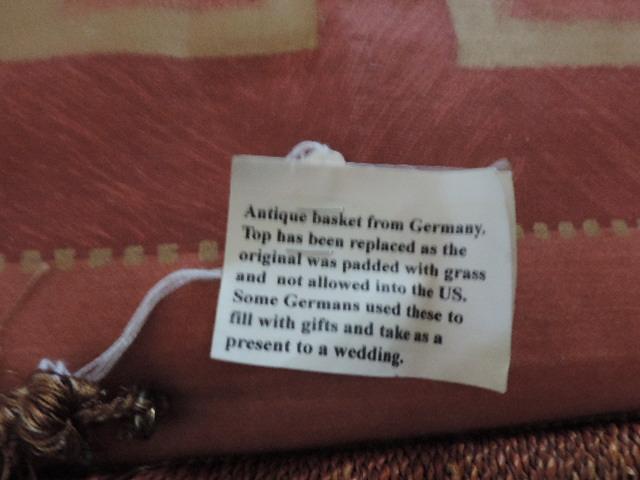 Antique basket from Germany.
Top has been replaced as the
original was padded with grass
and not allowed into the US.
Some Germans used these to
fill with gifts and take as a
present to a wedding.